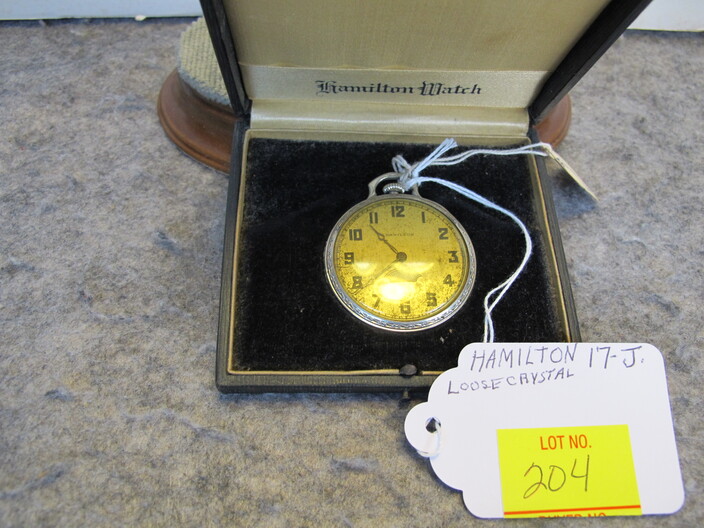 Hamilton Watch
11 12 1
10 2
9 3
8 4
7 6 5
HAMILTON 17-J.
LOOSE CRYSTAL
LOT NO.
204